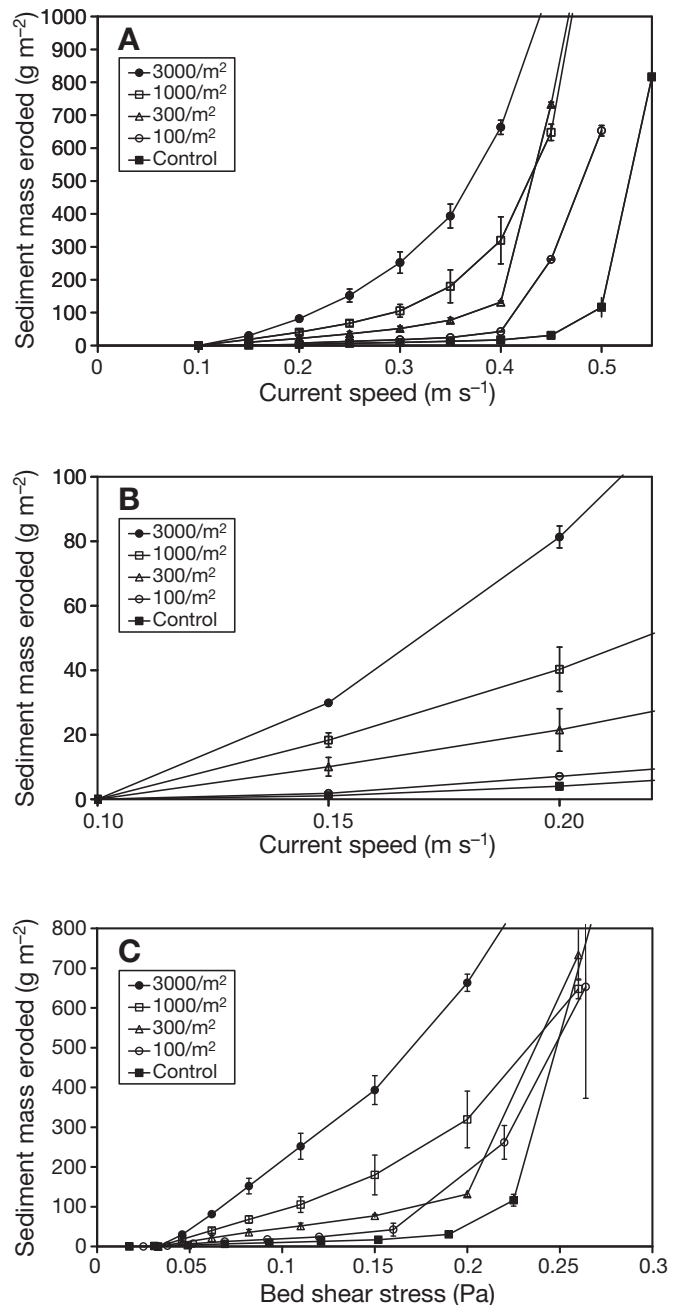 A
1000
900
800
700
600
500
400
300
200
100
0
Sediment mass eroded (g m⁻²)
3000/m²
1000/m²
300/m²
100/m²
Control
0 0.1 0.2 0.3 0.4 0.5
Current speed (m s⁻¹)
B
100
80
60
40
20
0
Sediment mass eroded (g m⁻²)
3000/m²
1000/m²
300/m²
100/m²
Control
0.10 0.15 0.20
Current speed (m s⁻¹)
C
800
700
600
500
400
300
200
100
0
Sediment mass eroded (g m⁻²)
3000/m²
1000/m²
300/m²
100/m²
Control
0 0.05 0.1 0.15 0.2 0.25 0.3
Bed shear stress (Pa)